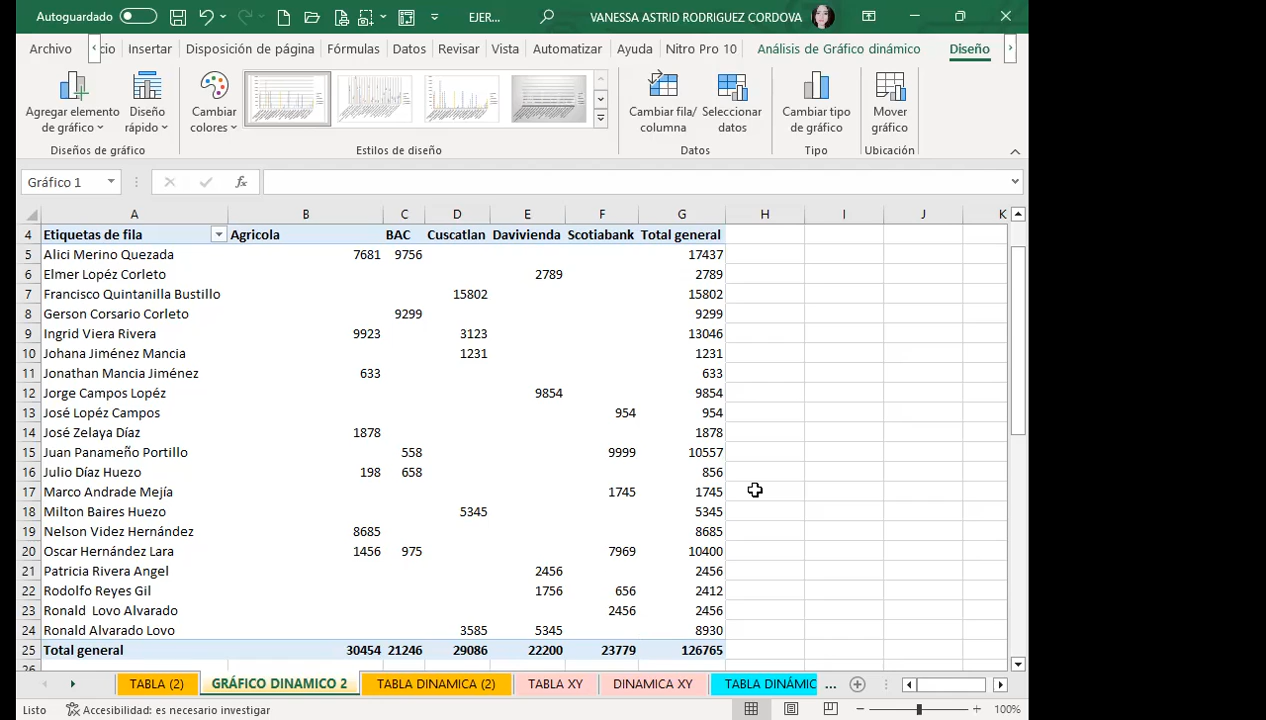 Autoguardado EJER... VANESSA ASTRID RODRIGUEZ CORDOVA
Archivo cio Insertar Disposición de página Fórmulas Datos Revisar Vista Automatizar Ayuda Nitro Pro 10 Análisis de Gráfico dinámico Diseño
Agregar elemento de gráfico Diseño rápido Cambiar colores Cambiar fila/ columna Seleccionar datos Cambiar tipo de gráfico Mover gráfico
Diseños de gráfico Estilos de diseño Datos Tipo Ubicación
Gráfico 1 fx
A B C D E F G H I J K
4 Etiquetas de fila Agricola BAC Cuscatlan Davivienda Scotiabank Total general
5 Alici Merino Quezada 7681 9756 17437
6 Elmer Lopéz Corleto 2789 2789
7 Francisco Quintanilla Bustillo 15802 15802
8 Gerson Corsario Corleto 9299 9299
9 Ingrid Viera Rivera 9923 3123 13046
10 Johana Jiménez Mancia 1231 1231
11 Jonathan Mancia Jiménez 633 633
12 Jorge Campos Lopéz 9854 9854
13 José Lopéz Campos 954 954
14 José Zelaya Díaz 1878 1878
15 Juan Panameño Portillo 558 9999 10557
16 Julio Díaz Huezo 198 658 856
17 Marco Andrade Mejía 1745 1745
18 Milton Baires Huezo 5345 5345
19 Nelson Videz Hernández 8685 8685
20 Oscar Hernández Lara 1456 975 7969 10400
21 Patricia Rivera Angel 2456 2456
22 Rodolfo Reyes Gil 1756 656 2412
23 Ronald Lovo Alvarado 2456 2456
24 Ronald Alvarado Lovo 3585 5345 8930
25 Total general 30454 21246 29086 22200 23779 126765
TABLA (2) GRÁFICO DINAMICO 2 TABLA DINAMICA (2) TABLA XY DINAMICA XY TABLA DINÁMIC ...
Listo Accesibilidad: es necesario investigar 100%